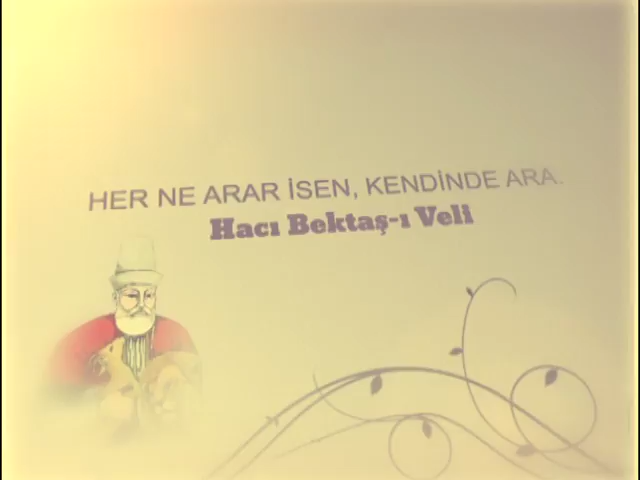 HER NE ARAR İSEN, KENDİNDE ARA.
Hacı Bektaş-ı Veli